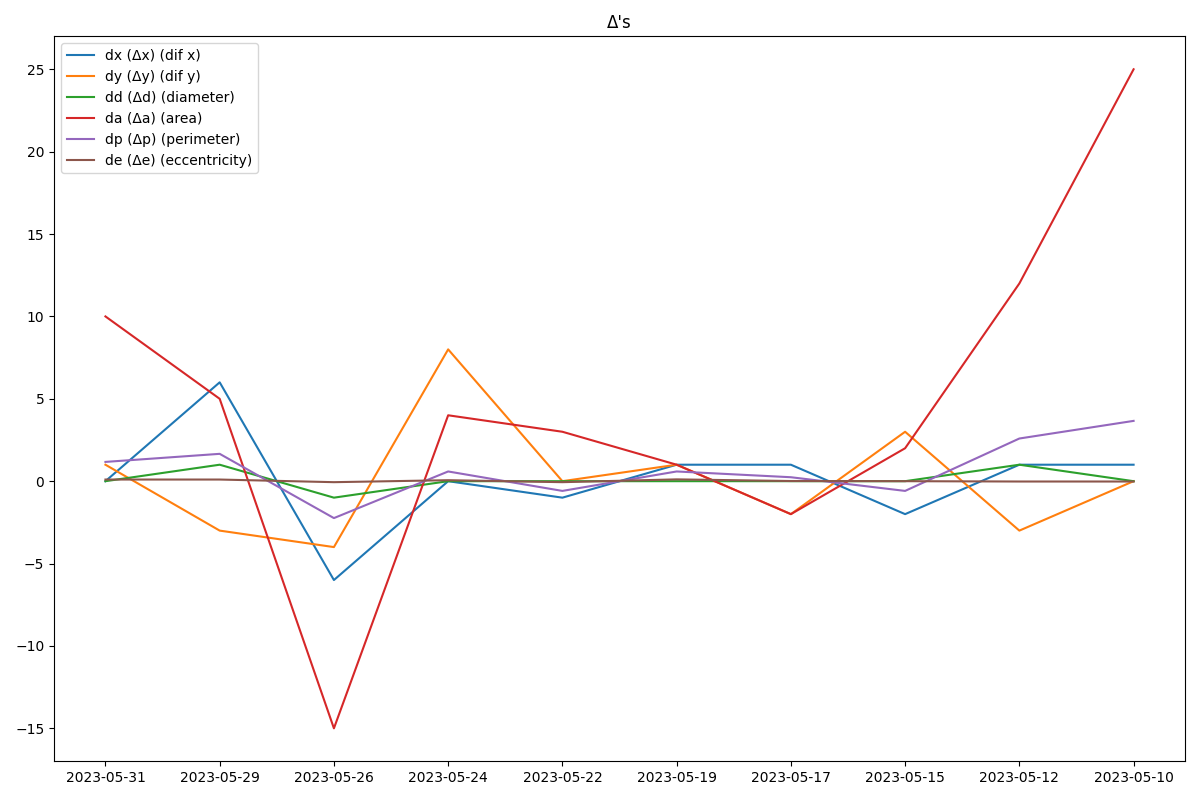 Δ's
dx (Δx) (dif x)
dy (Δy) (dif y)
dd (Δd) (diameter)
da (Δa) (area)
dp (Δp) (perimeter)
de (Δe) (eccentricity)
25
20
15
10
5
0
−5
−10
−15
2023-05-31 2023-05-29 2023-05-26 2023-05-24 2023-05-22 2023-05-19 2023-05-17 2023-05-15 2023-05-12 2023-05-10